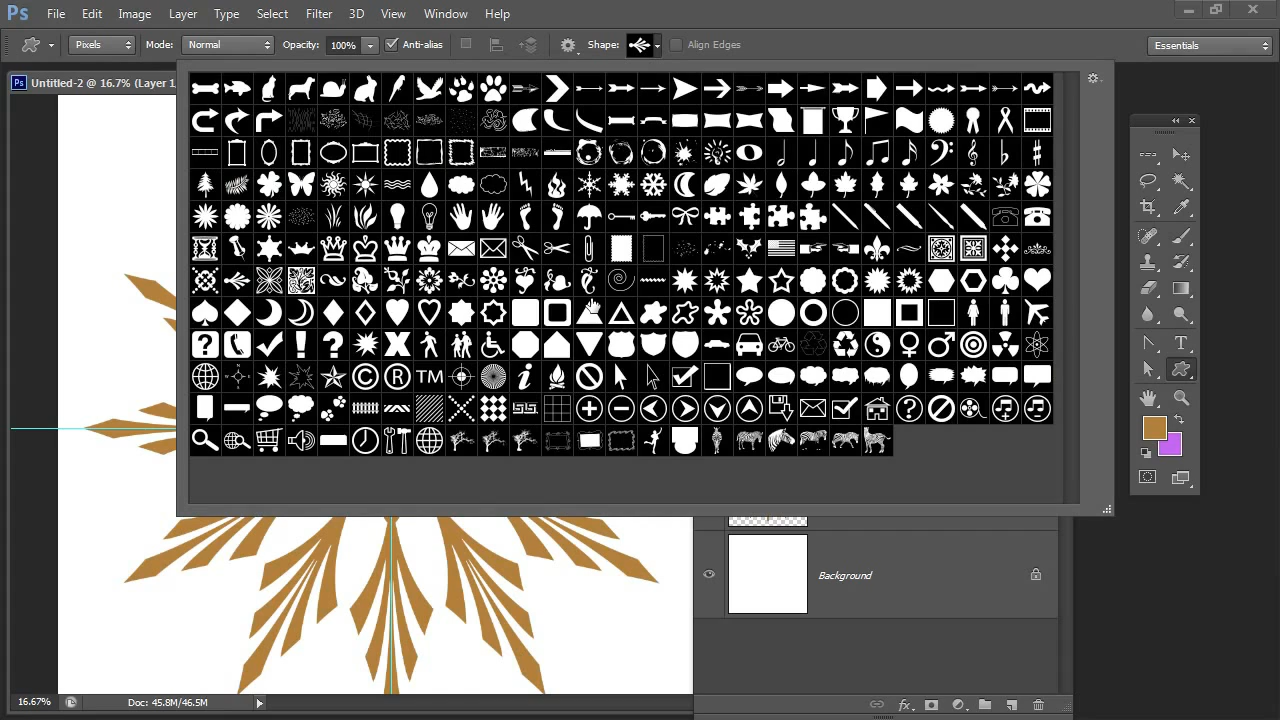 Ps File Edit Image Layer Type Select Filter 3D View Window Help
Pixels Mode: Normal Opacity: 100% Anti-alias Shape: Align Edges Essentials
Ps Untitled-2 @ 16.7% (Layer 1,
TM
Background
16.67% Doc: 45.8M/46.5M fx